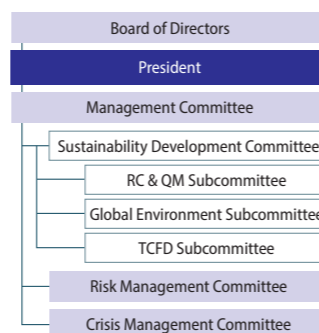 Board of Directors
President
Management Committee
Sustainability Development Committee
RC & QM Subcommittee
Global Environment Subcommittee
TCFD Subcommittee
Risk Management Committee
Crisis Management Committee